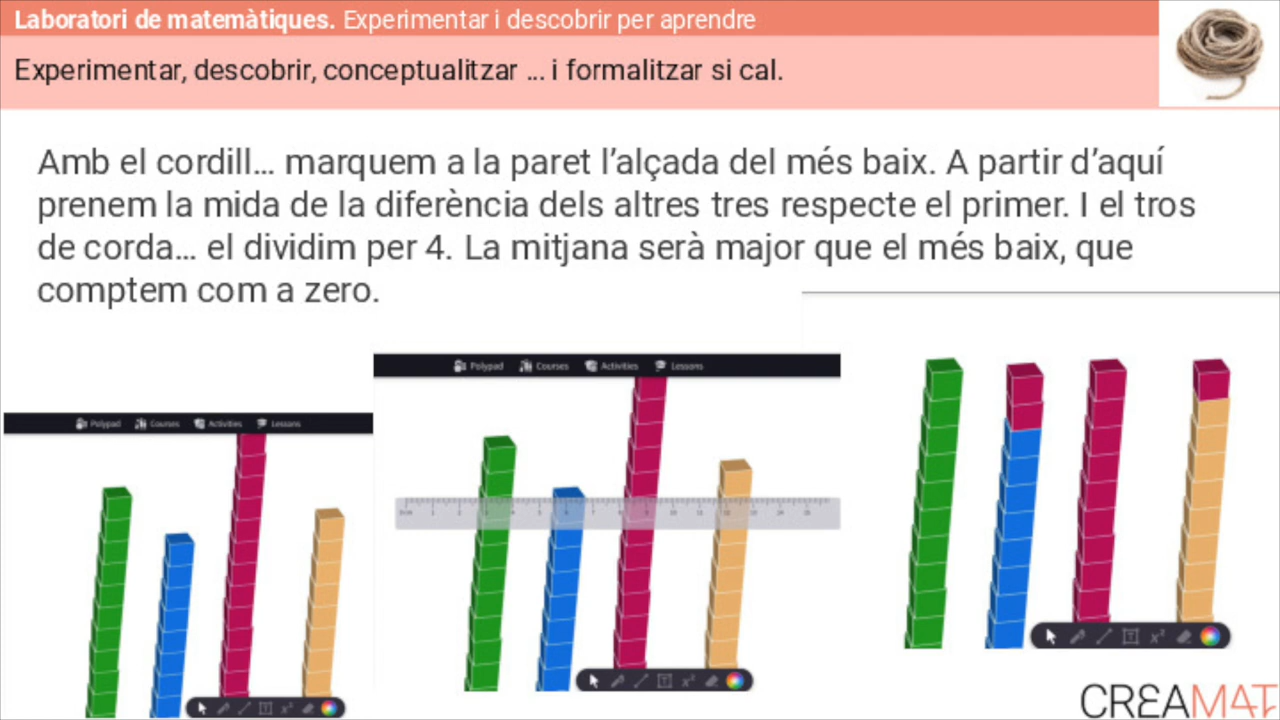 Laboratori de matemàtiques. Experimentar i descobrir per aprendre
Experimentar, descobrir, conceptualitzar ... i formalitzar si cal.
Amb el cordill... marquem a la paret l’alçada del més baix. A partir d’aquí
prenem la mida de la diferència dels altres tres respecte el primer. I el tros
de corda... el dividim per 4. La mitjana serà major que el més baix, que
comptem com a zero.
Polypad Courses Activities Lessons
Polypad Courses Activities Lessons
CREAMAT